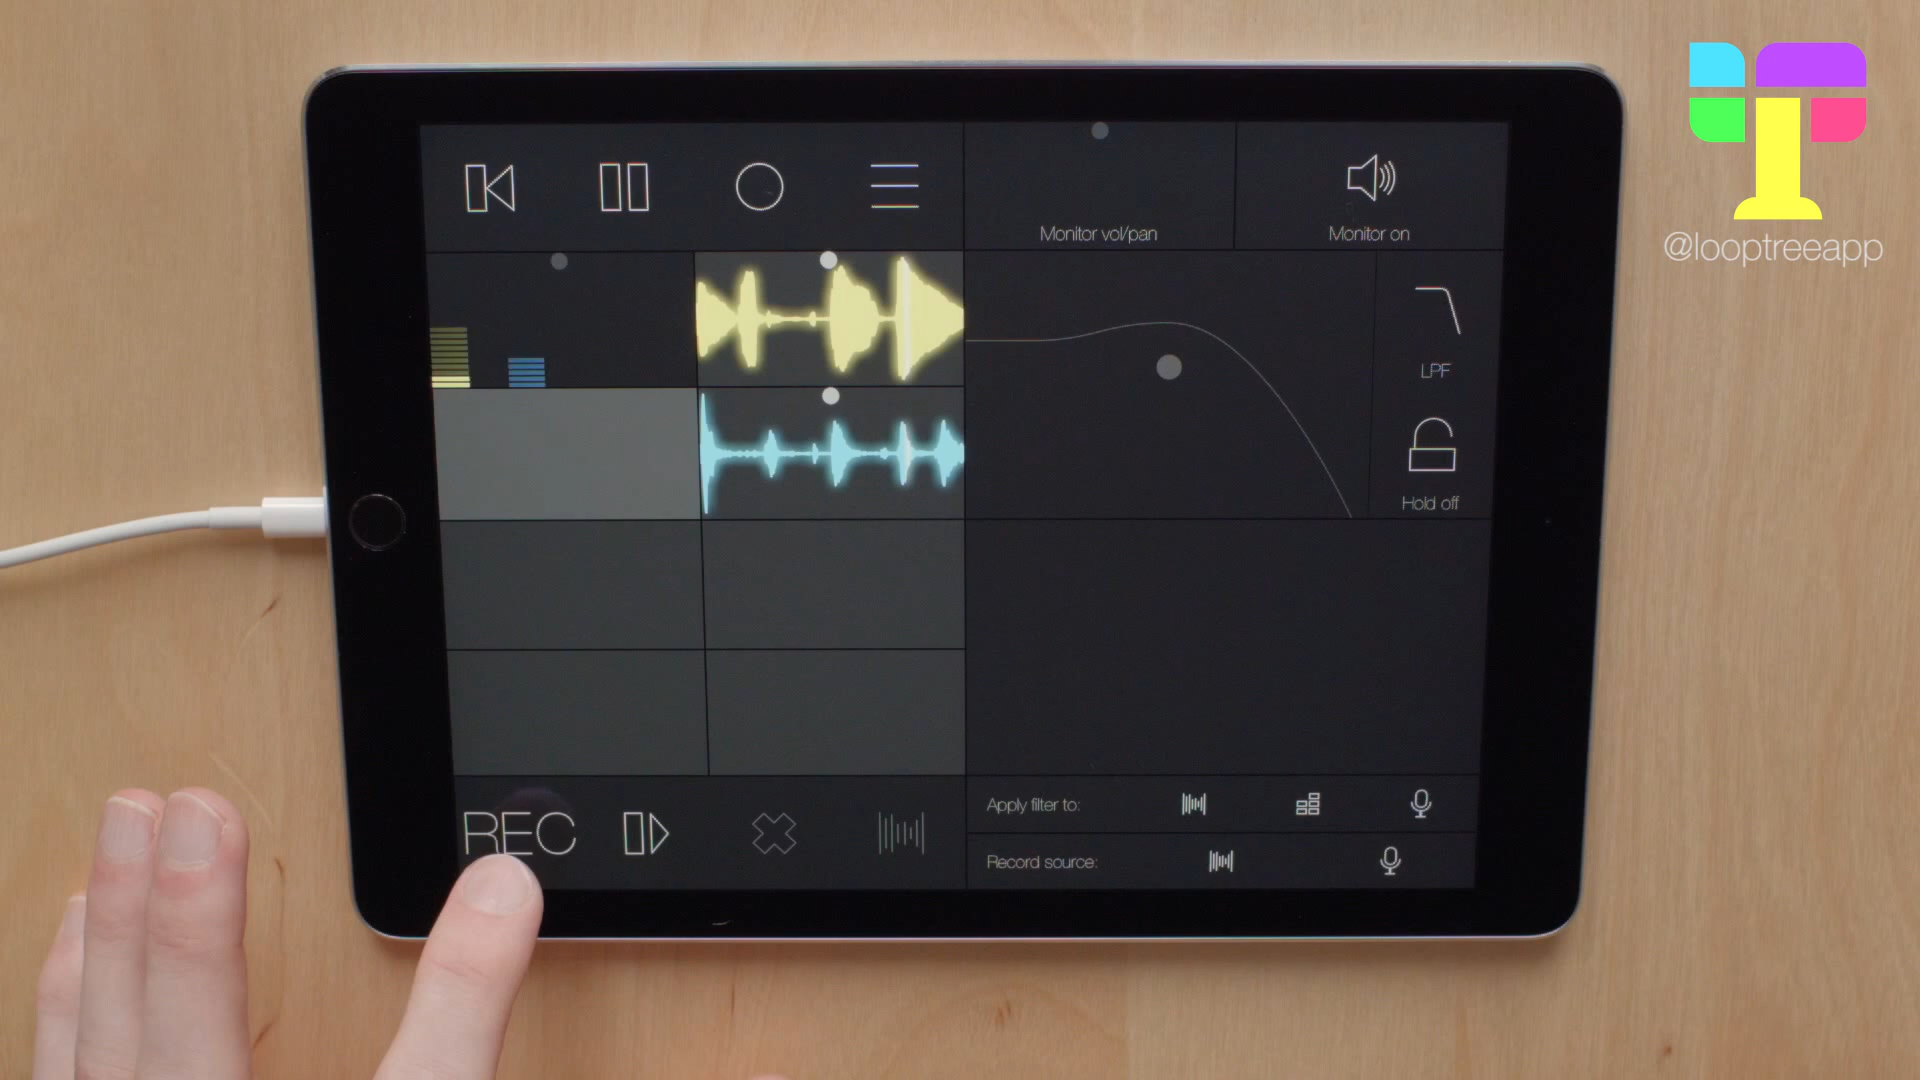 @looptreeapp
Monitor vol/pan
Monitor on
LPF
Hold off
REC
Apply filter to:
Record source: